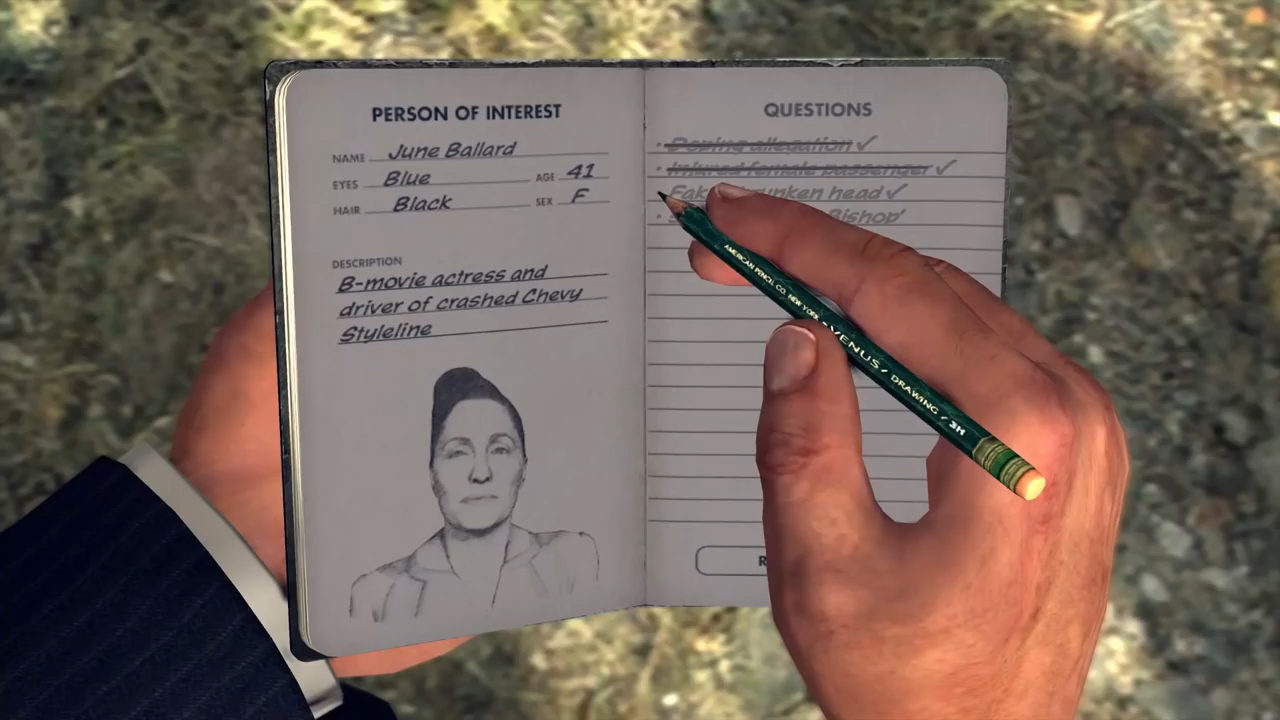 PERSON OF INTEREST
NAME June Ballard
EYES Blue AGE 41
HAIR Black SEX F
DESCRIPTION
B-movie actress and
driver of crashed Chevy
Styleline
QUESTIONS
• Doping allegation ✓
• Injured female passenger ✓
head ✓
Bishop'
AMERICAN PENCIL CO. NEW YORK VENUS / DRAWING / 3H